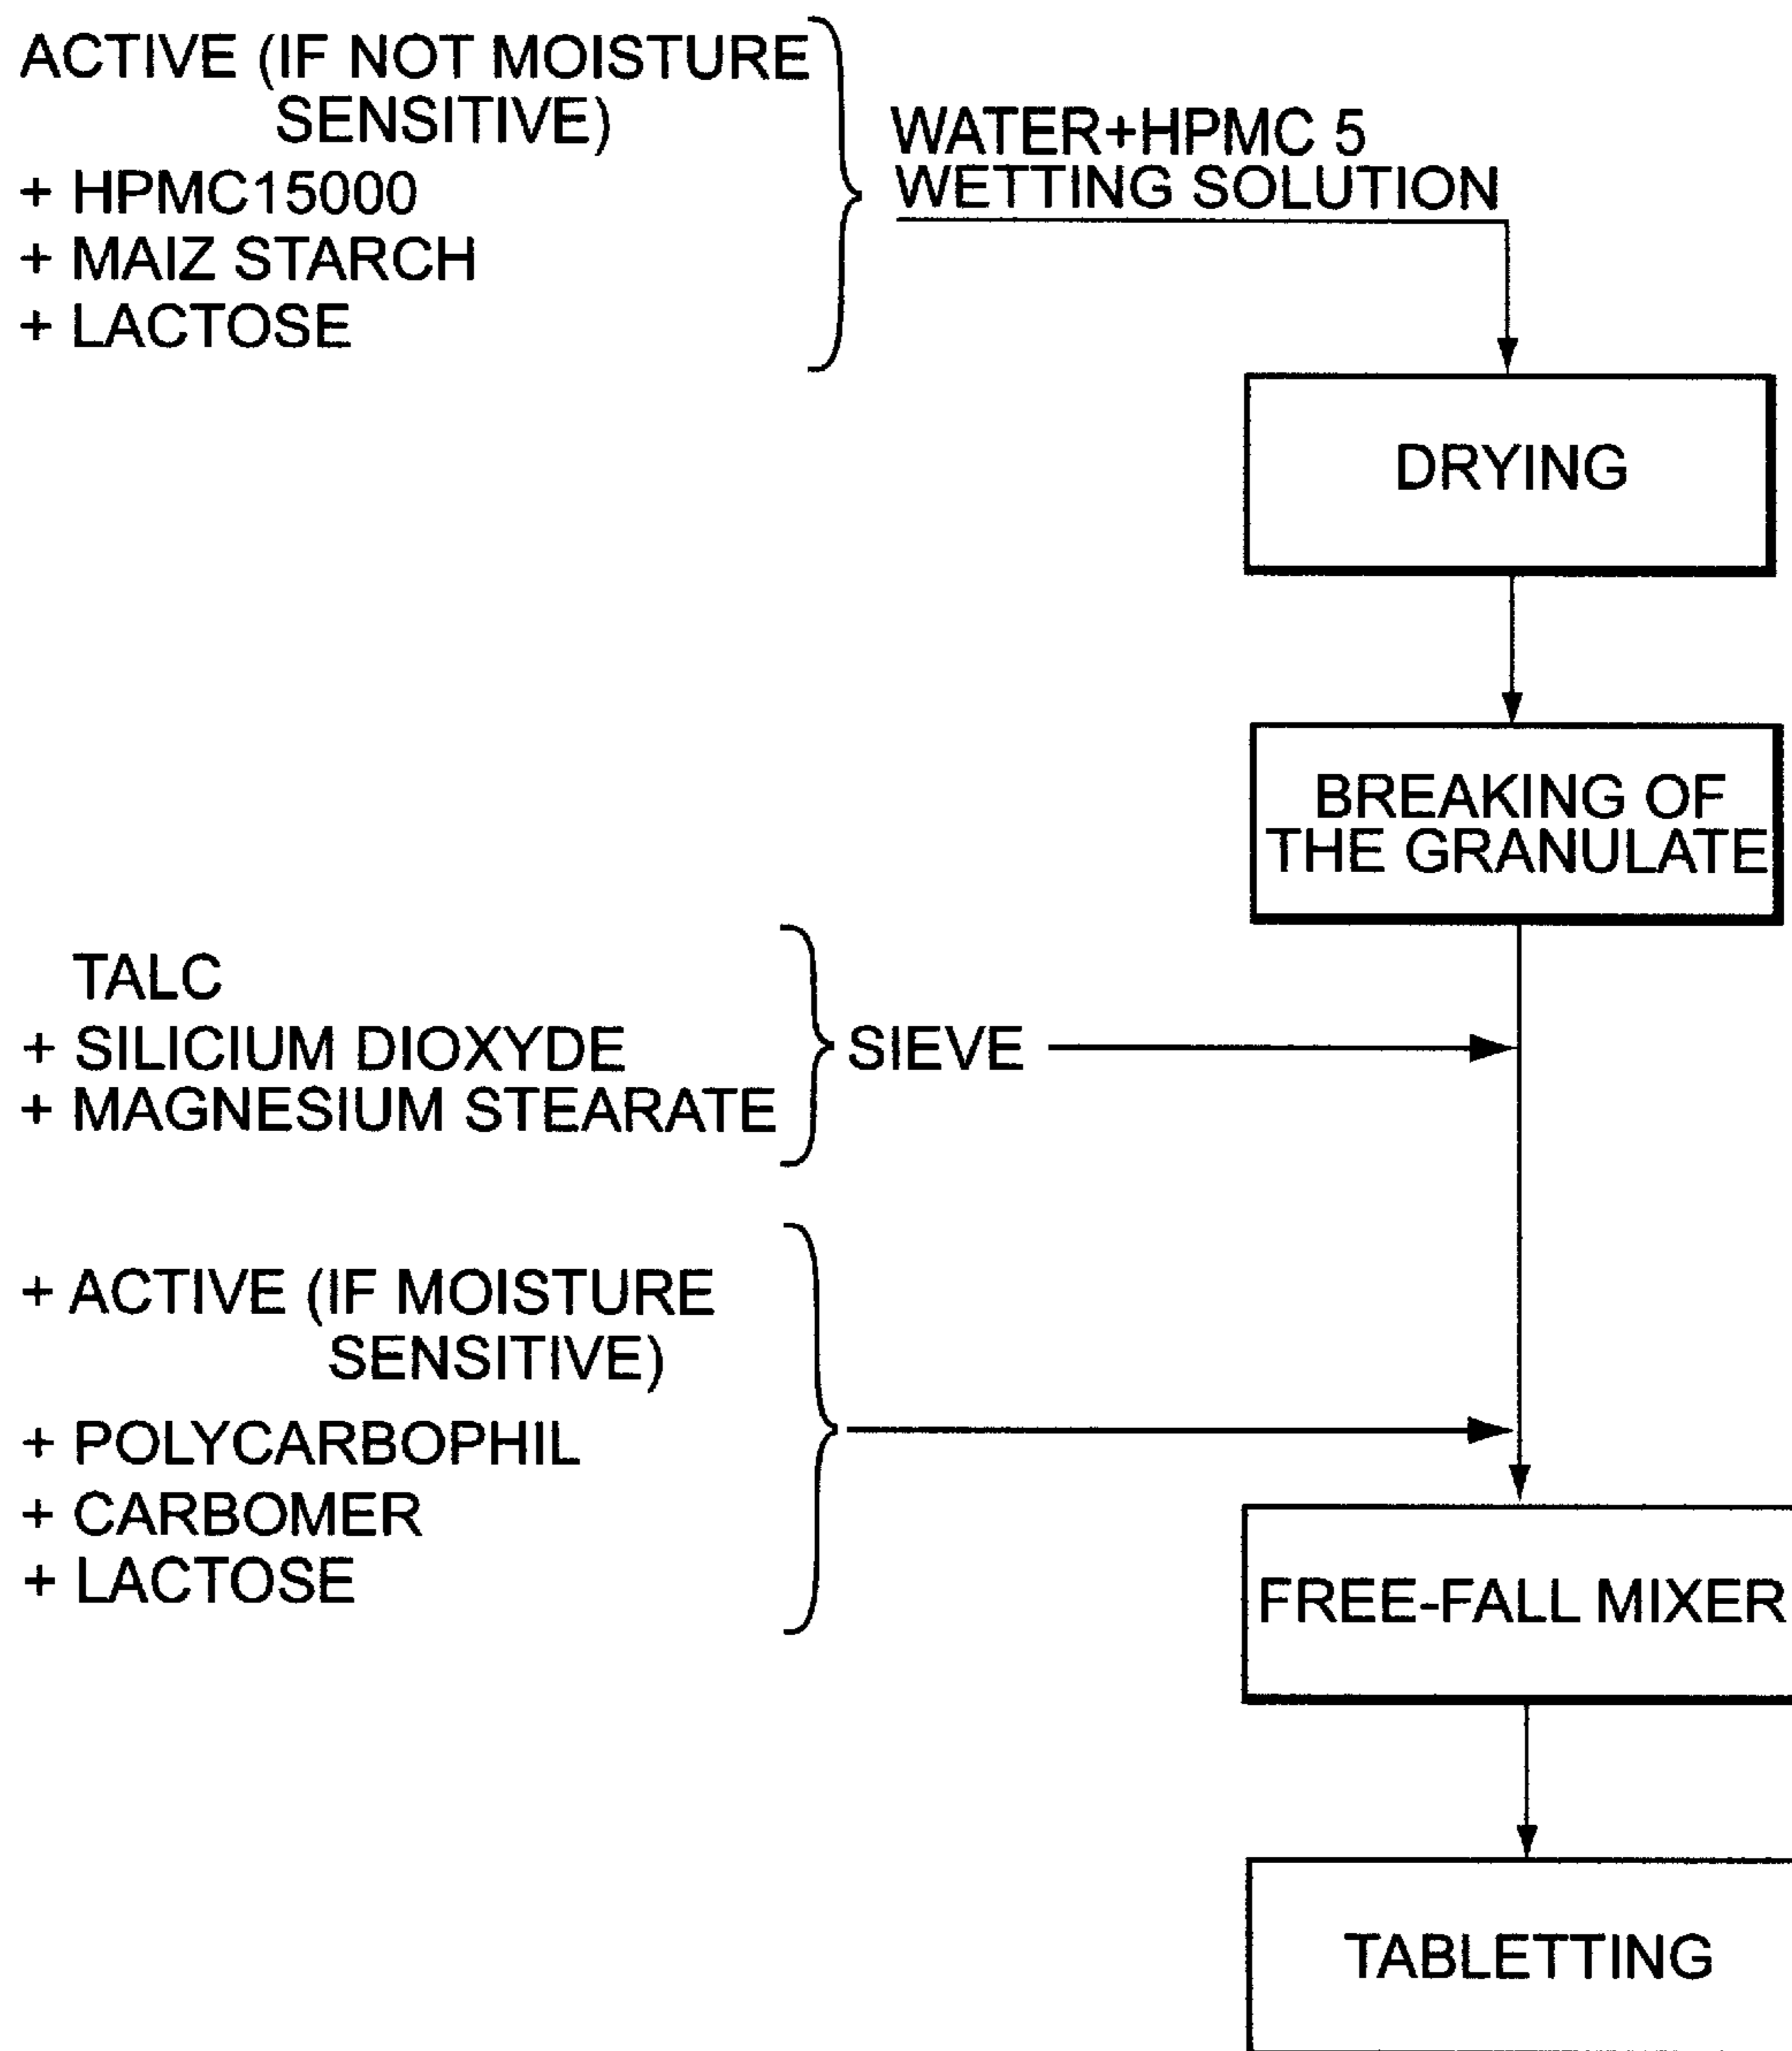 ACTIVE (IF NOT MOISTURE
SENSITIVE)
+ HPMC15000
+ MAIZ STARCH
+ LACTOSE
WATER+HPMC 5
WETTING SOLUTION
DRYING
BREAKING OF
THE GRANULATE
TALC
+ SILICIUM DIOXYDE
+ MAGNESIUM STEARATE
SIEVE
+ ACTIVE (IF MOISTURE
SENSITIVE)
+ POLYCARBOPHIL
+ CARBOMER
+ LACTOSE
FREE-FALL MIXER
TABLETTING